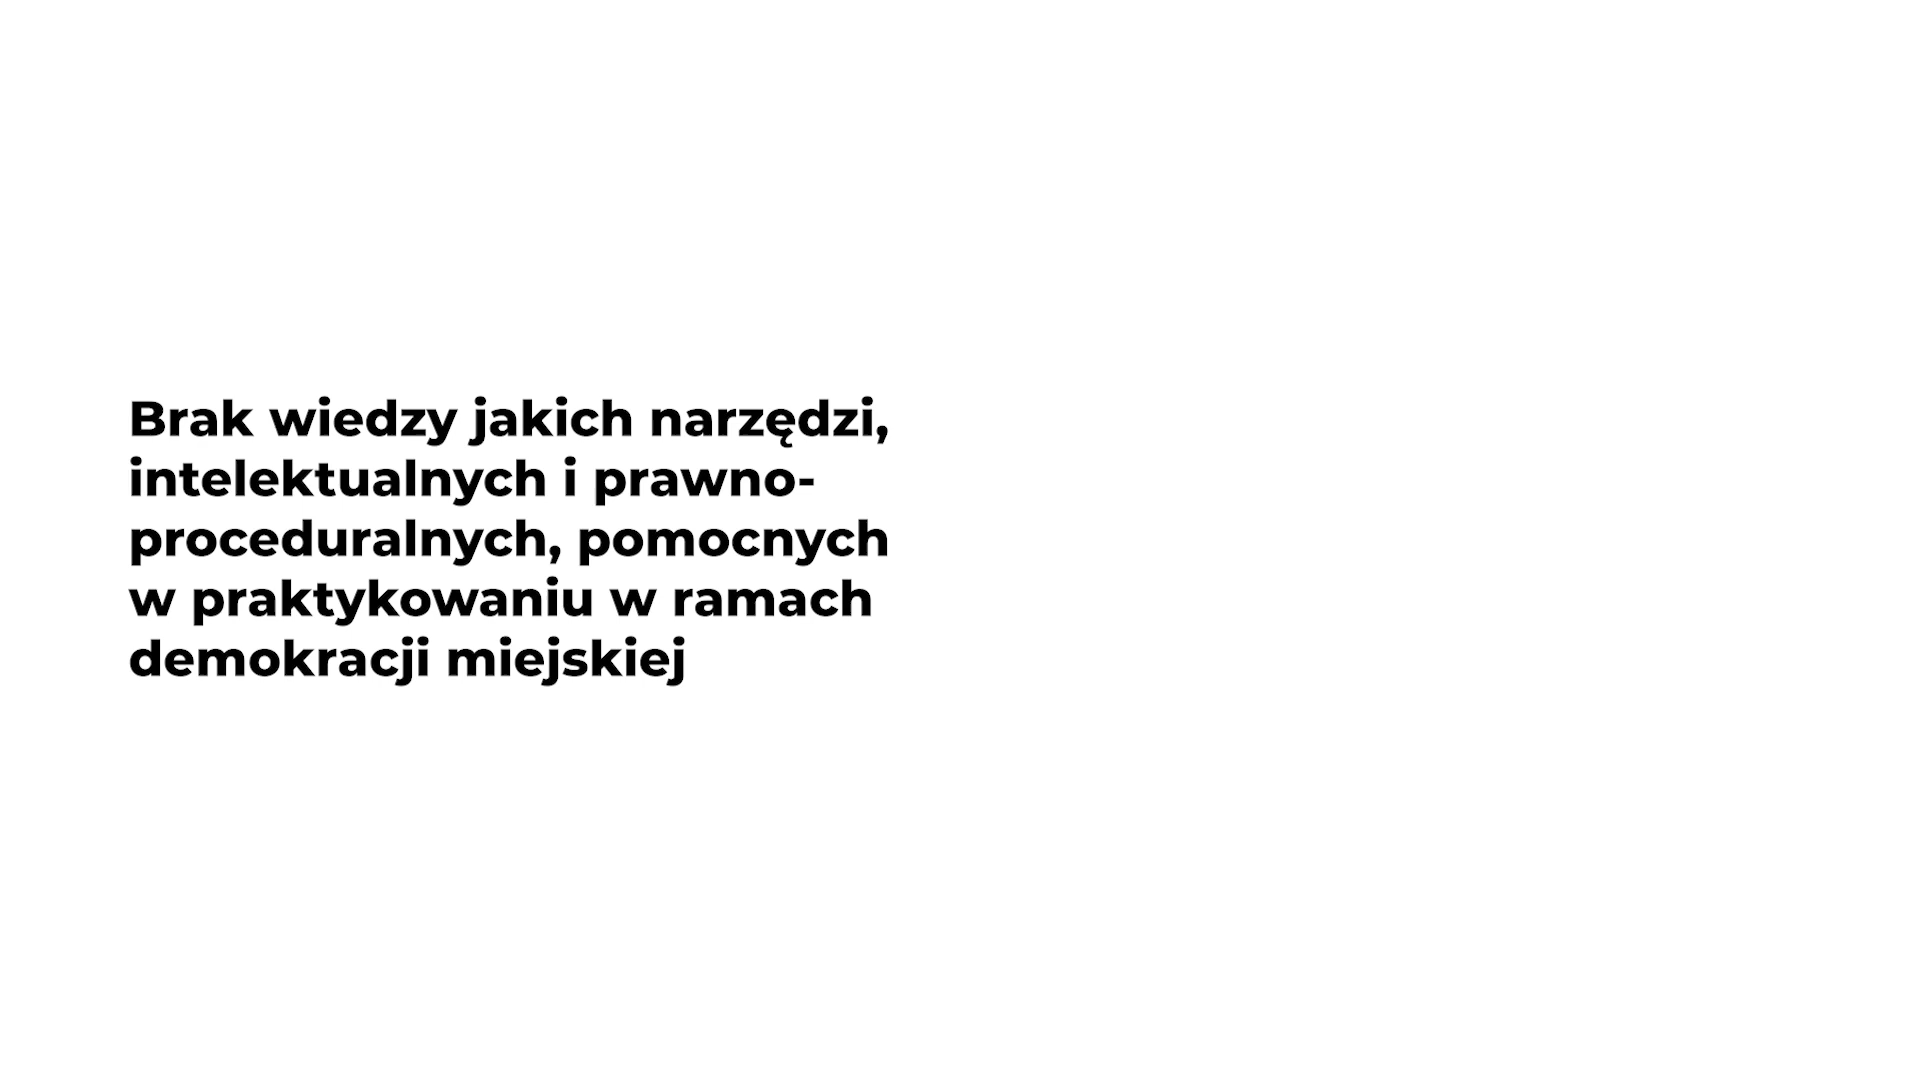 Brak wiedzy jakich narzędzi,
intelektualnych i prawno-
proceduralnych, pomocnych
w praktykowaniu w ramach
demokracji miejskiej